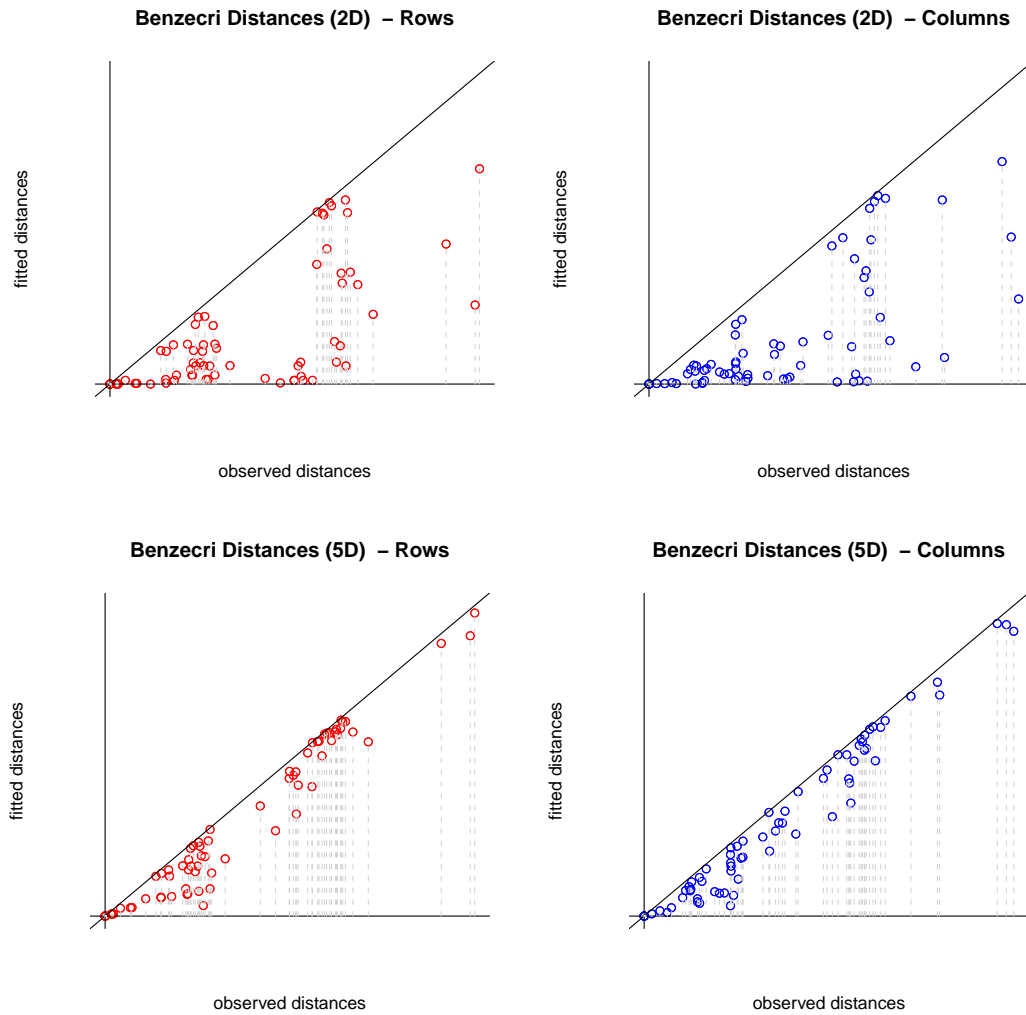 Benzecri Distances (2D) – Rows
fitted distances
observed distances
Benzecri Distances (2D) – Columns
fitted distances
observed distances
Benzecri Distances (5D) – Rows
fitted distances
observed distances
Benzecri Distances (5D) – Columns
fitted distances
observed distances